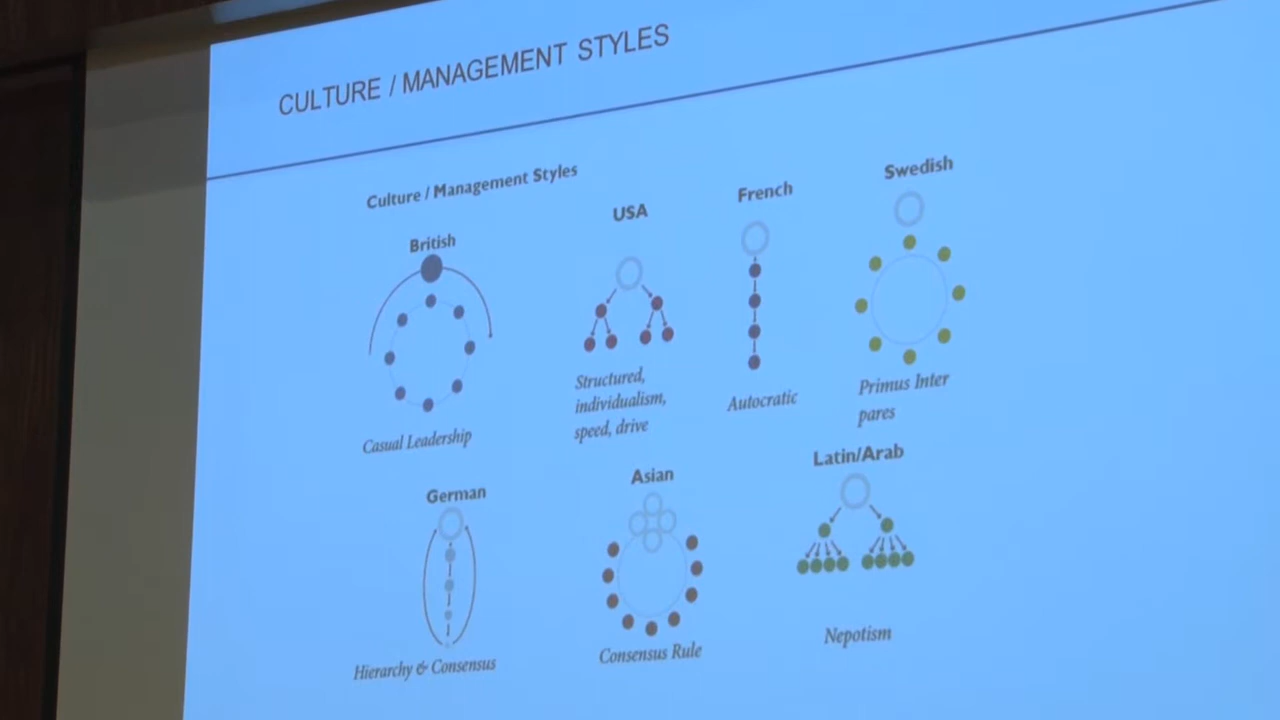 CULTURE / MANAGEMENT STYLES
Culture / Management Styles
British
Casual Leadership
USA
Structured,
individualism,
speed, drive
French
Autocratic
Swedish
Primus Inter
pares
German
Hierarchy & Consensus
Asian
Consensus Rule
Latin/Arab
Nepotism